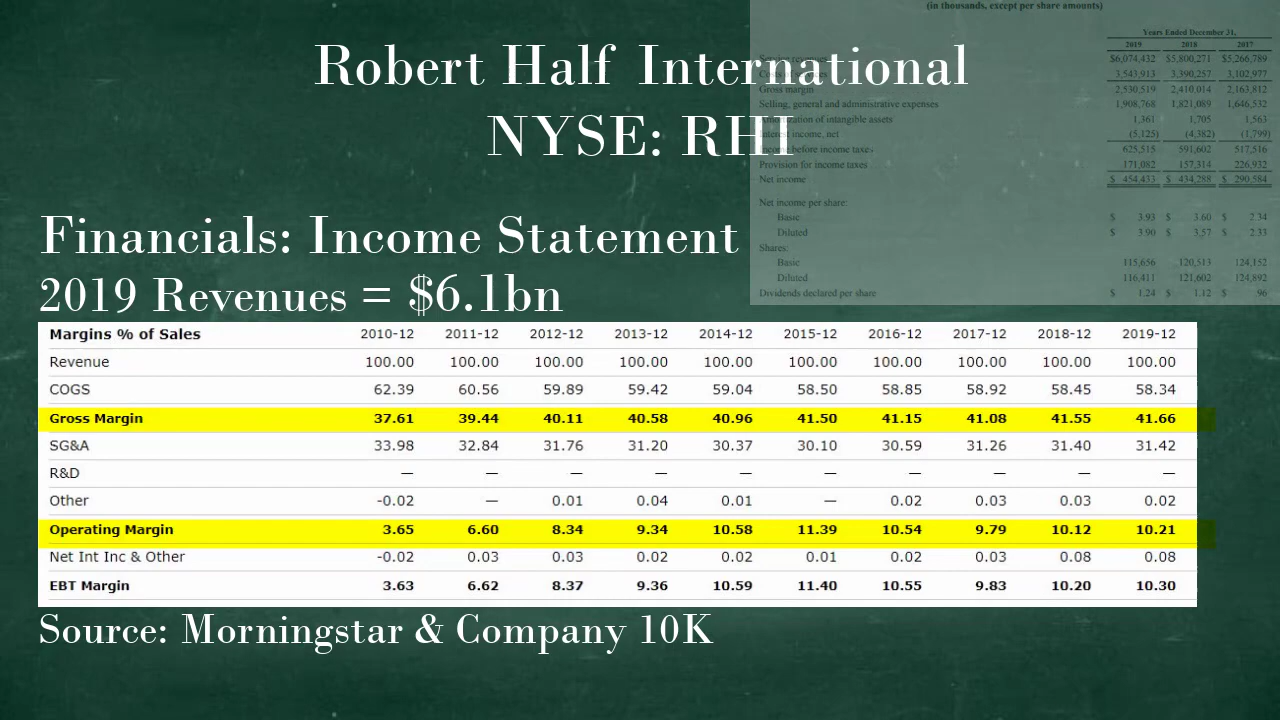 (in thousands, except per share amounts)
Robert Half International
NYSE: RHI
Years Ended December 31,
2019 2018 2017
Service revenues $6,074,432 $5,800,271 $5,266,789
Costs of services 3,543,913 3,390,257 3,102,977
Gross margin 2,530,519 2,410,014 2,163,812
Selling, general and administrative expenses 1,908,768 1,821,089 1,646,532
Amortization of intangible assets 1,361 1,705 1,563
Interest income, net (5,125) (4,382) (1,799)
Income before income taxes 625,515 591,602 517,516
Provision for income taxes 171,082 157,314 226,932
Net income $ 454,433 $ 434,288 $ 290,584
Net income per share:
Basic $ 3.93 $ 3.60 $ 2.34
Diluted $ 3.90 $ 3.57 $ 2.33
Shares:
Basic 115,656 120,513 124,152
Diluted 116,411 121,602 124,892
Dividends declared per share $ 1.24 $ 1.12 $ .96
Financials: Income Statement
2019 Revenues = $6.1bn
Margins % of Sales 2010-12 2011-12 2012-12 2013-12 2014-12 2015-12 2016-12 2017-12 2018-12 2019-12
Revenue 100.00 100.00 100.00 100.00 100.00 100.00 100.00 100.00 100.00 100.00
COGS 62.39 60.56 59.89 59.42 59.04 58.50 58.85 58.92 58.45 58.34
Gross Margin 37.61 39.44 40.11 40.58 40.96 41.50 41.15 41.08 41.55 41.66
SG&A 33.98 32.84 31.76 31.20 30.37 30.10 30.59 31.26 31.40 31.42
R&D — — — — — — — — — —
Other -0.02 — 0.01 0.04 0.01 — 0.02 0.03 0.03 0.02
Operating Margin 3.65 6.60 8.34 9.34 10.58 11.39 10.54 9.79 10.12 10.21
Net Int Inc & Other -0.02 0.03 0.03 0.02 0.02 0.01 0.02 0.03 0.08 0.08
EBT Margin 3.63 6.62 8.37 9.36 10.59 11.40 10.55 9.83 10.20 10.30
Source: Morningstar & Company 10K